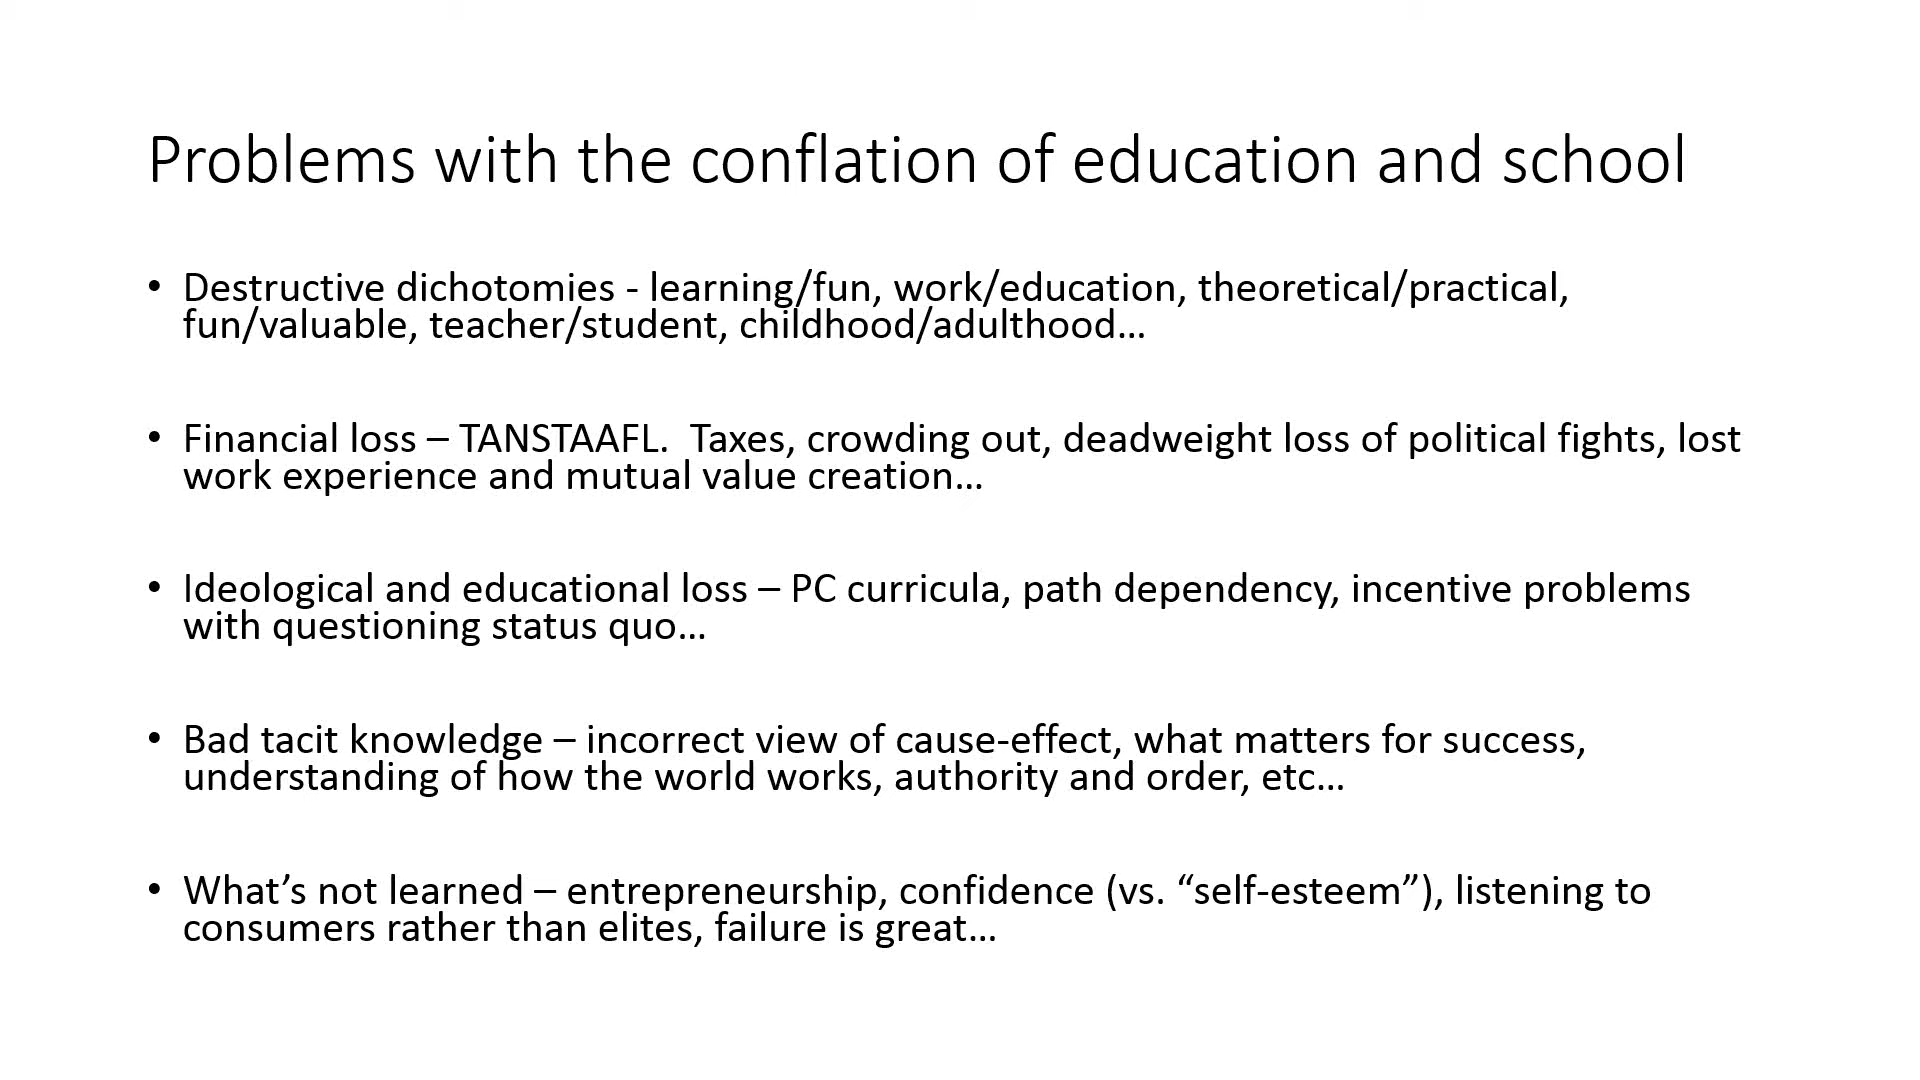 Problems with the conflation of education and school
• Destructive dichotomies - learning/fun, work/education, theoretical/practical,
fun/valuable, teacher/student, childhood/adulthood…
• Financial loss – TANSTAAFL.  Taxes, crowding out, deadweight loss of political fights, lost
work experience and mutual value creation…
• Ideological and educational loss – PC curricula, path dependency, incentive problems
with questioning status quo…
• Bad tacit knowledge – incorrect view of cause-effect, what matters for success,
understanding of how the world works, authority and order, etc…
• What’s not learned – entrepreneurship, confidence (vs. “self-esteem”), listening to
consumers rather than elites, failure is great…